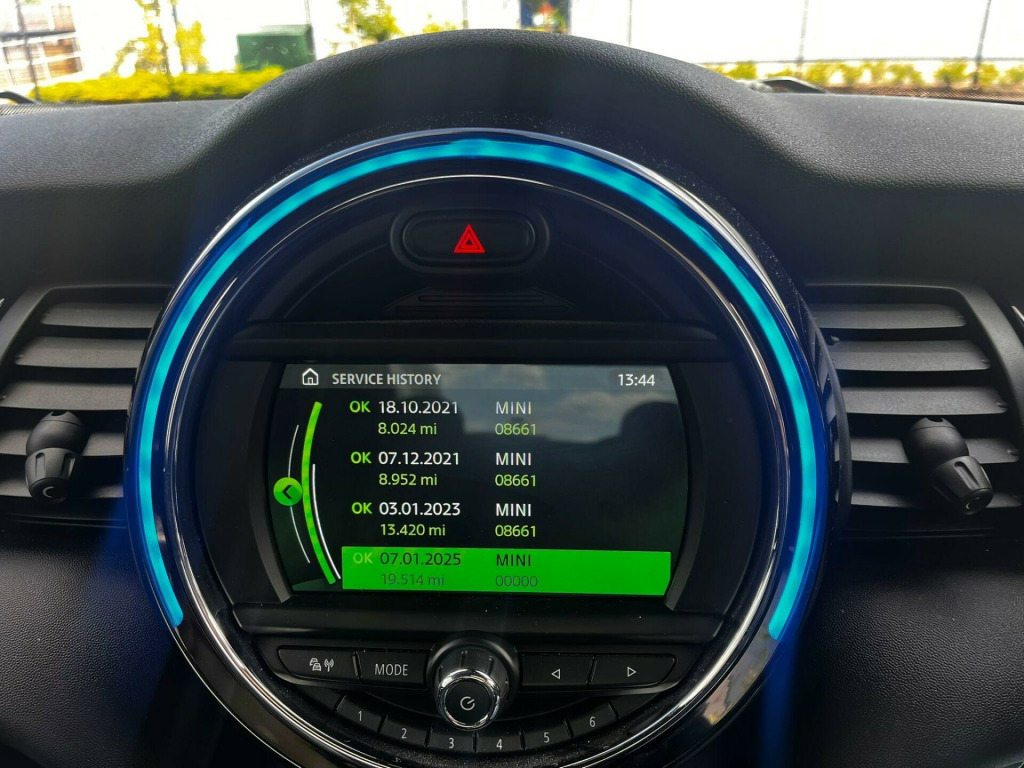 SERVICE HISTORY 13:44
OK 18.10.2021 MINI
8.024 mi 08661
OK 07.12.2021 MINI
8.952 mi 08661
OK 03.01.2023 MINI
13.420 mi 08661
OK 07.01.2025 MINI
19.514 mi 00000
MODE
1 2 3 4 5 6